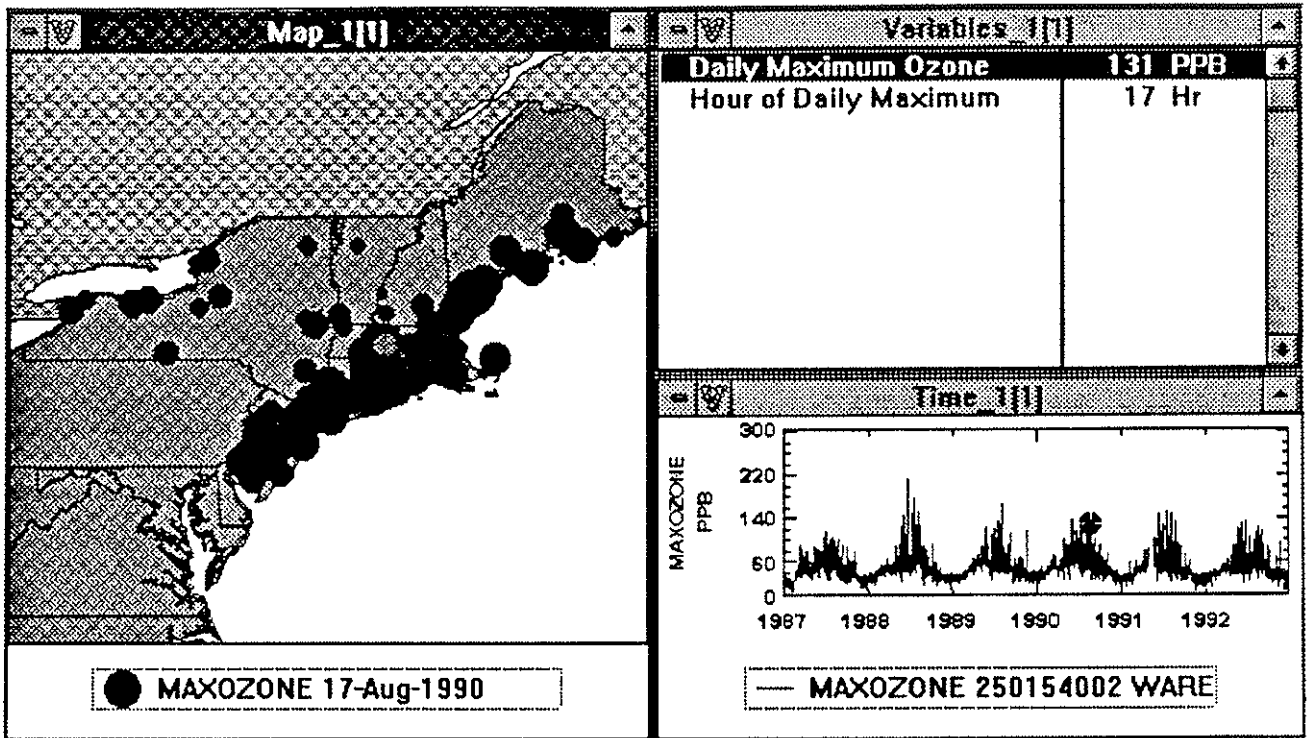 Map_1[1]
MAXOZONE 17-Aug-1990
Variables_1[1]
Daily Maximum Ozone 131 PPB
Hour of Daily Maximum 17 Hr
Time_1[1]
MAXOZONE
PPB
300
220
140
60
0
1987 1988 1989 1990 1991 1992
MAXOZONE 250154002 WARE